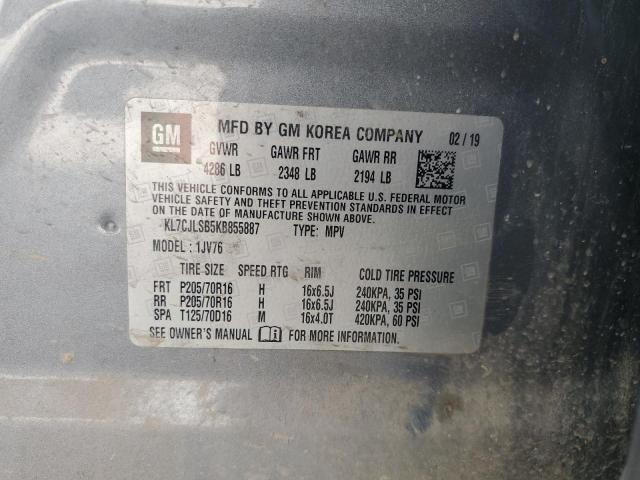 GM MFD BY GM KOREA COMPANY 02 / 19
GVWR GAWR FRT GAWR RR
4286 LB 2348 LB 2194 LB
THIS VEHICLE CONFORMS TO ALL APPLICABLE U.S. FEDERAL MOTOR
VEHICLE SAFETY AND THEFT PREVENTION STANDARDS IN EFFECT
ON THE DATE OF MANUFACTURE SHOWN ABOVE.
KL7CJLSB5KB855887 TYPE: MPV
MODEL: 1JV76
TIRE SIZE SPEED RTG RIM COLD TIRE PRESSURE
FRT P205/70R16 H 16x6.5J 240KPA, 35 PSI
RR P205/70R16 H 16x6.5J 240KPA, 35 PSI
SPA T125/70D16 M 16x4.0T 420KPA, 60 PSI
SEE OWNER'S MANUAL FOR MORE INFORMATION.